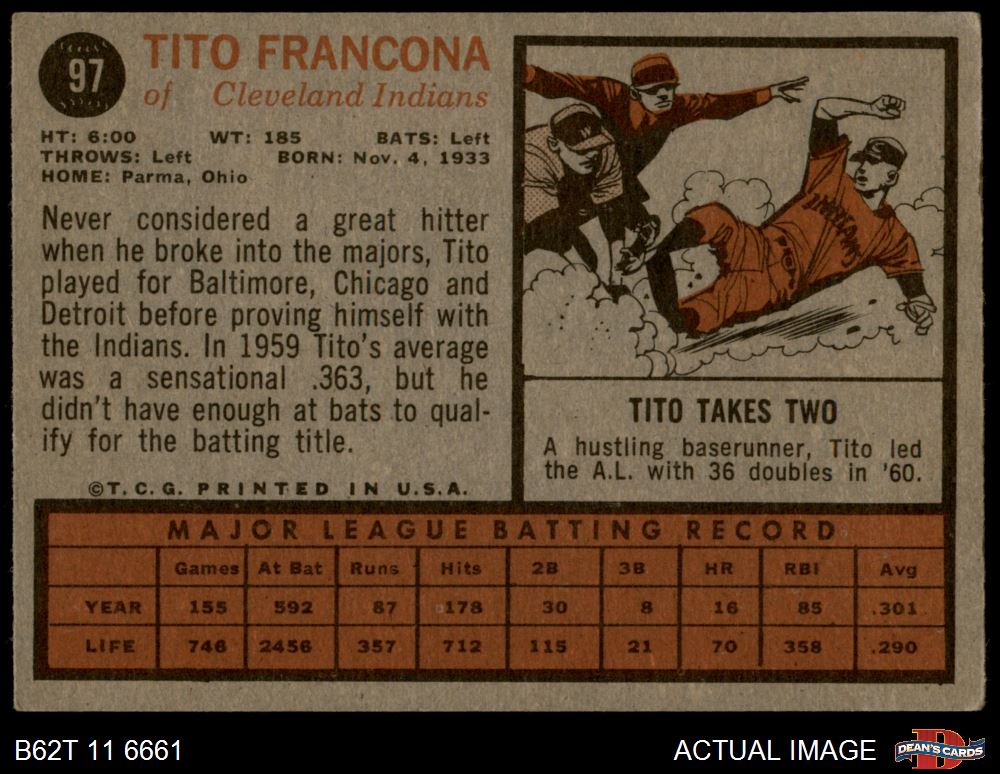 97
TITO FRANCONA
of Cleveland Indians
HT: 6:00 WT: 185 BATS: Left
THROWS: Left BORN: Nov. 4, 1933
HOME: Parma, Ohio
Never considered a great hitter
when he broke into the majors, Tito
played for Baltimore, Chicago and
Detroit before proving himself with
the Indians. In 1959 Tito's average
was a sensational .363, but he
didn't have enough at bats to qual-
ify for the batting title.
©T. C. G. PRINTED IN U.S.A.
W
INDIANS
TITO TAKES TWO
A hustling baserunner, Tito led
the A.L. with 36 doubles in '60.
MAJOR LEAGUE BATTING RECORD
Games At Bat Runs Hits 2B 3B HR RBI Avg
YEAR 155 592 87 178 30 8 16 85 .301
LIFE 746 2456 357 712 115 21 70 358 .290
B62T 11 6661
ACTUAL IMAGE
D
DEAN'S CARDS